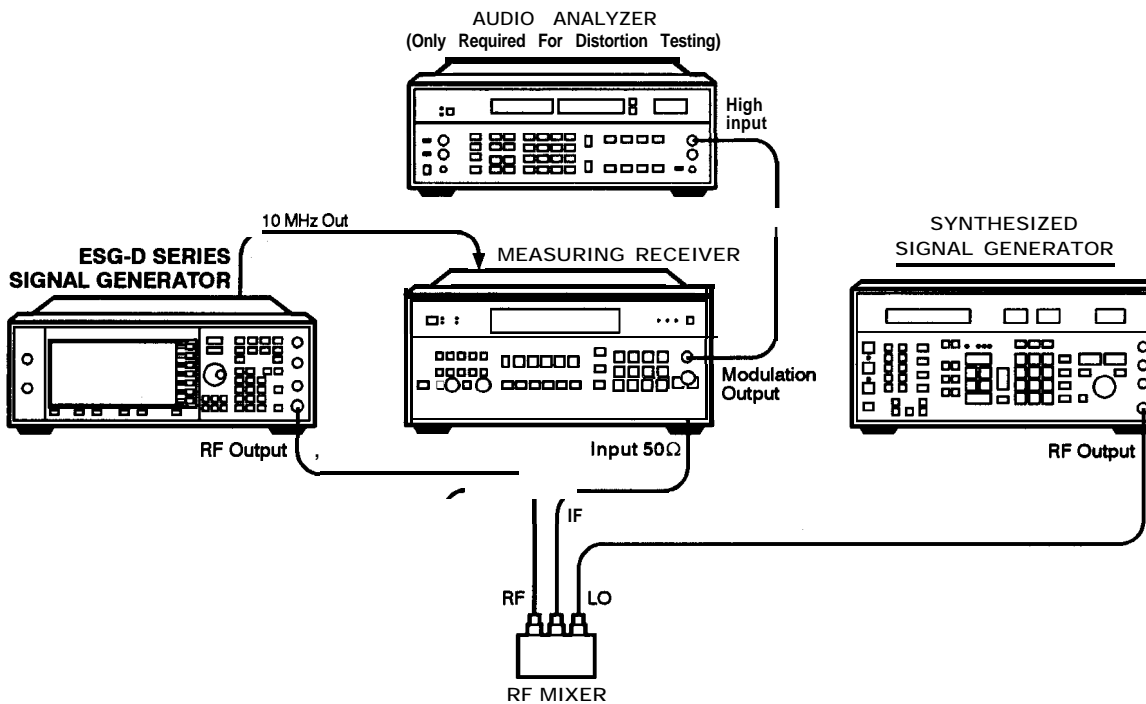 AUDIO ANALYZER
(Only Required For Distortion Testing)
High
input
10 MHz Out
ESG-D SERIES
SIGNAL GENERATOR
MEASURING RECEIVER
SYNTHESIZED
SIGNAL GENERATOR
Modulation
Output
RF Output
Input 50Ω
RF Output
IF
RF
LO
RF MIXER